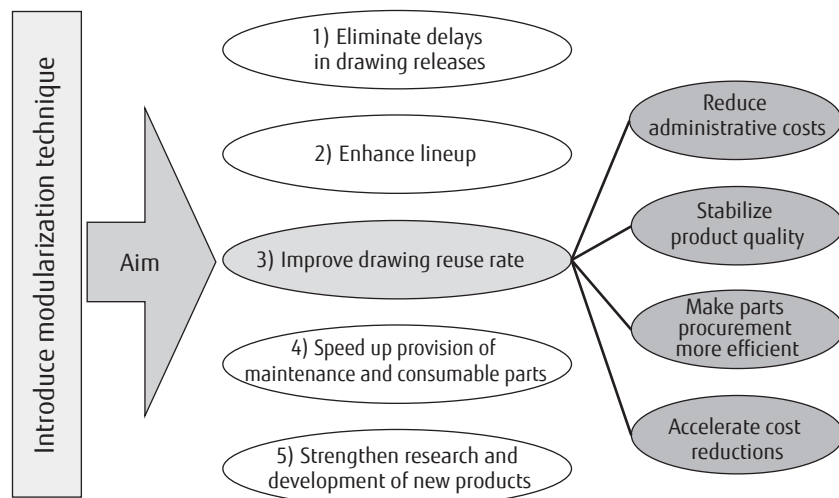 Introduce modularization technique
Aim
1) Eliminate delays
in drawing releases
2) Enhance lineup
3) Improve drawing reuse rate
4) Speed up provision of
maintenance and consumable parts
5) Strengthen research and
development of new products
Reduce
administrative costs
Stabilize
product quality
Make parts
procurement
more efficient
Accelerate cost
reductions